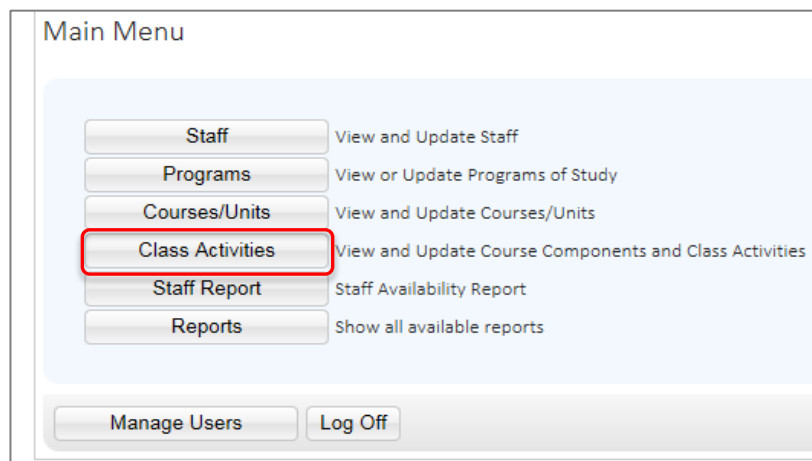 Main Menu
Staff View and Update Staff
Programs View or Update Programs of Study
Courses/Units View and Update Courses/Units
Class Activities View and Update Course Components and Class Activities
Staff Report Staff Availability Report
Reports Show all available reports
Manage Users Log Off